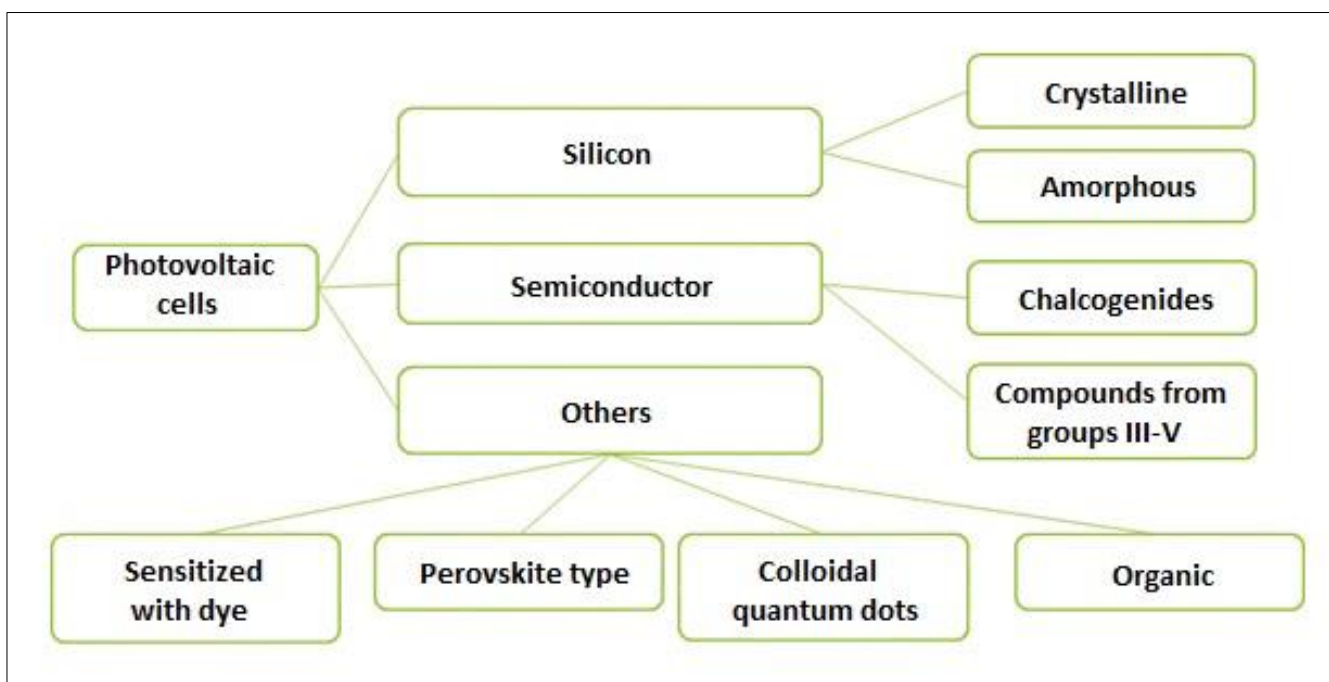 Photovoltaic
cells
Silicon
Semiconductor
Others
Crystalline
Amorphous
Chalcogenides
Compounds from
groups III-V
Sensitized
with dye
Perovskite type
Colloidal
quantum dots
Organic